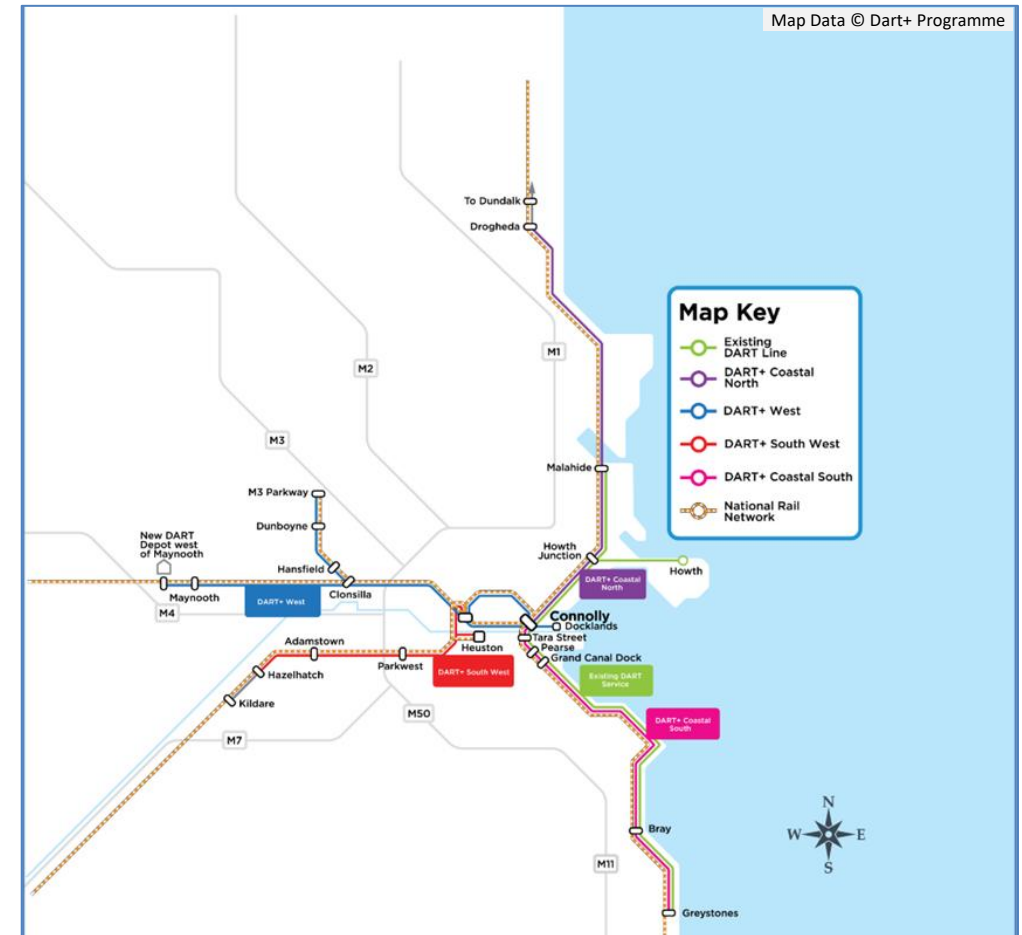 Map Data © Dart+ Programme
To Dundalk
Drogheda
Map Key
Existing
DART Line
DART+ Coastal
North
DART+ West
DART+ South West
DART+ Coastal South
National Rail
Network
M1
M2
M3
Malahide
M3 Parkway
Dunboyne
New DART
Depot west
of Maynooth
Hansfield
Howth
Junction
Howth
DART+ Coastal
North
Maynooth
Clonsilla
DART+ West
M4
Connolly
Docklands
Tara Street
Pearse
Grand Canal Dock
Heuston
Adamstown
Parkwest
DART+ South West
Existing DART
Service
Hazelhatch
Kildare
M50
DART+ Coastal
South
M7
N
W
E
S
Bray
M11
Greystones